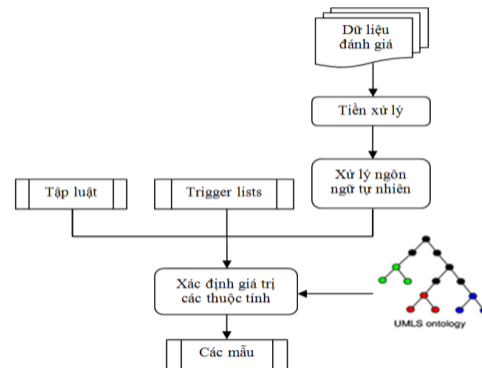 Dữ liệu
đánh giá
Tiền xử lý
Xử lý ngôn
ngữ tự nhiên
Tập luật
Trigger lists
Xác định giá trị
các thuộc tính
UMLS ontology
Các mẫu